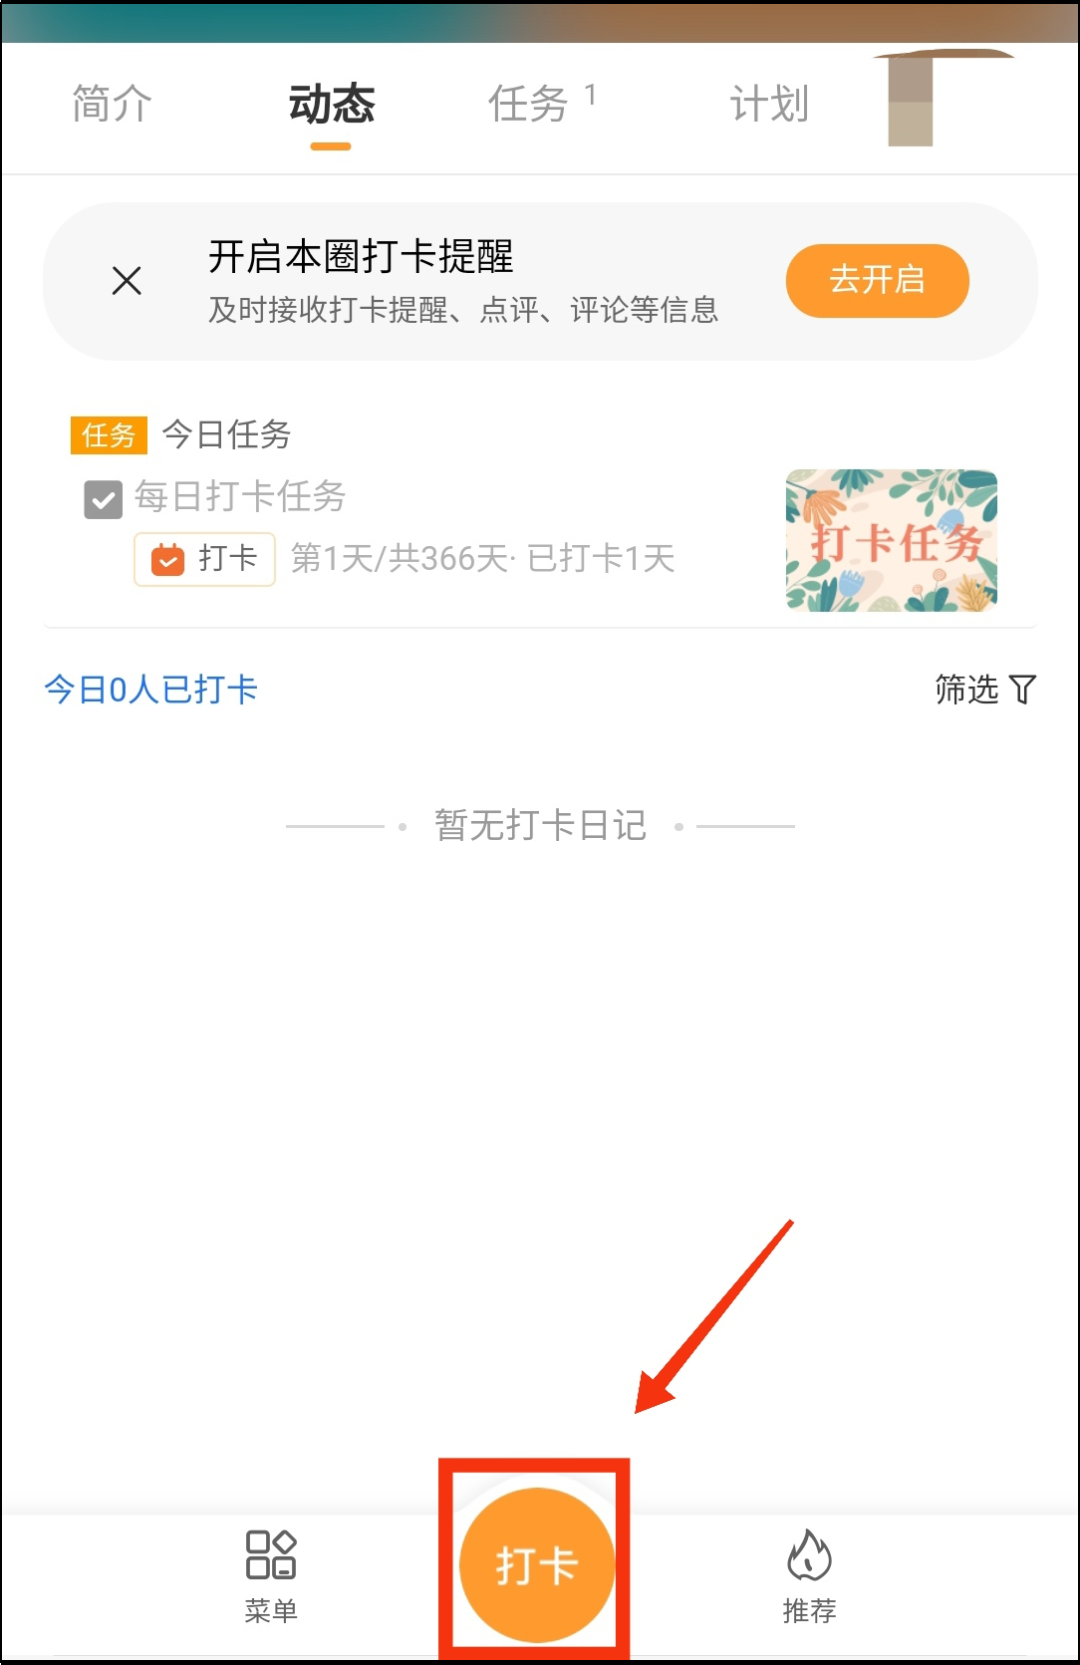 简介 动态 任务 1 计划
开启本圈打卡提醒
及时接收打卡提醒、点评、评论等信息
去开启
任务 今日任务
每日打卡任务
打卡 第1天/共366天· 已打卡1天
打卡任务
今日0人已打卡 筛选
暂无打卡日记
菜单 打卡 推荐